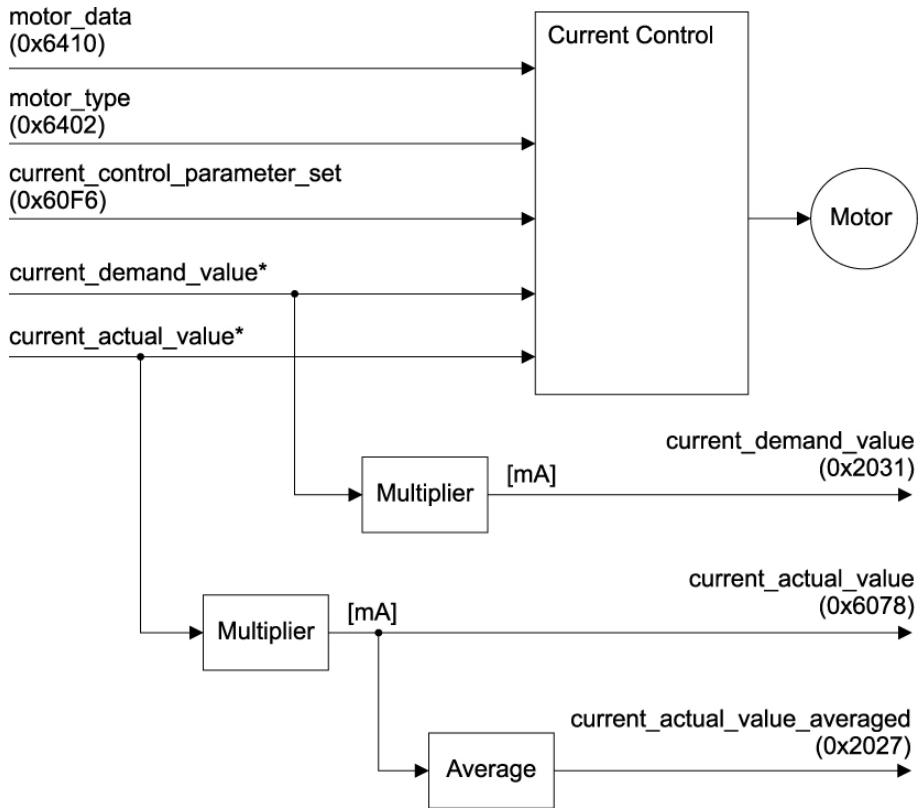 motor_data
(0x6410)
Current Control
motor_type
(0x6402)
current_control_parameter_set
(0x60F6)
Motor
current_demand_value*
current_actual_value*
current_demand_value
(0x2031)
[mA]
Multiplier
current_actual_value
(0x6078)
[mA]
Multiplier
current_actual_value_averaged
(0x2027)
Average